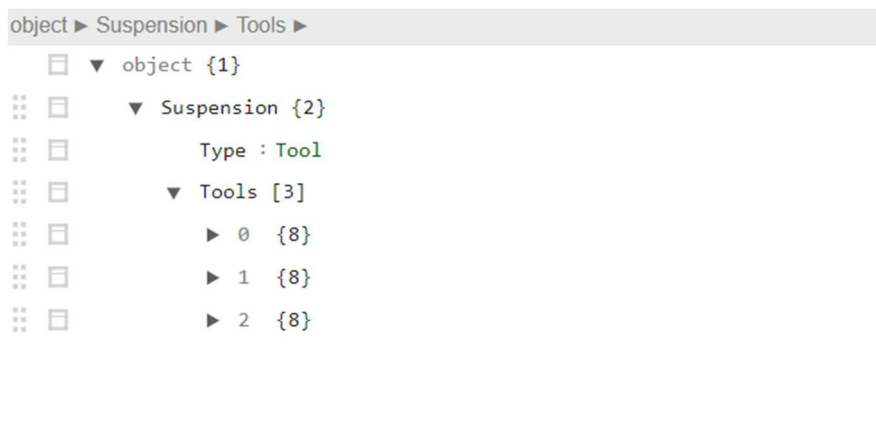 object ► Suspension ► Tools ►
▼ object {1}
▼ Suspension {2}
Type : Tool
▼ Tools [3]
► 0 {8}
► 1 {8}
► 2 {8}